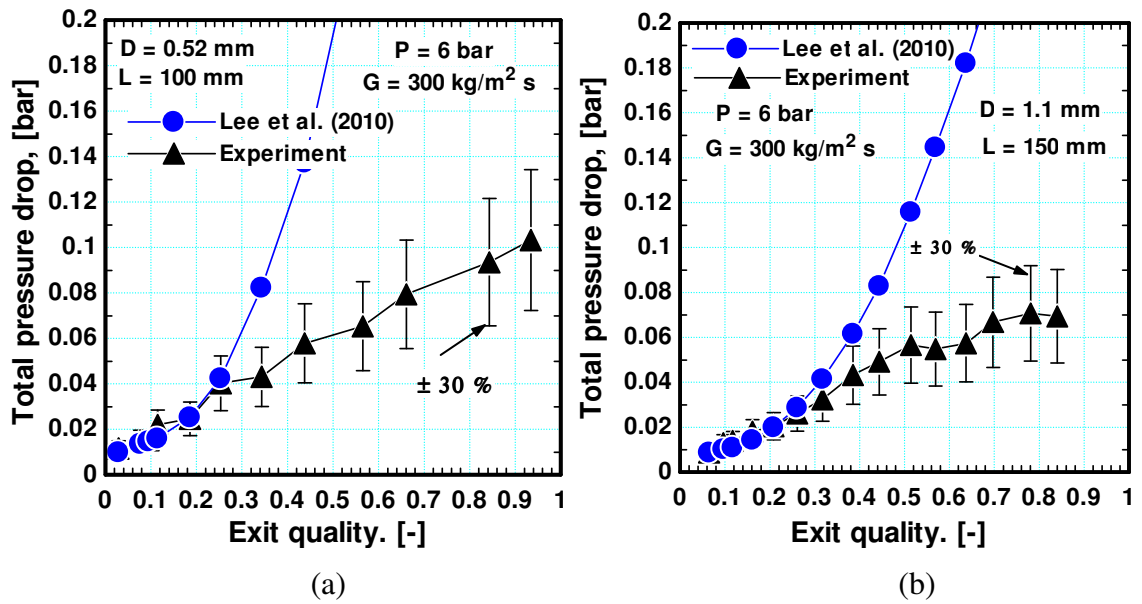 0.2
0.18
0.16
0.14
0.12
0.1
0.08
0.06
0.04
0.02
0
Total pressure drop, [bar]
D = 0.52 mm
L = 100 mm
P = 6 bar
G = 300 kg/m² s
Lee et al. (2010)
Experiment
± 30 %
0 0.1 0.2 0.3 0.4 0.5 0.6 0.7 0.8 0.9 1
Exit quality. [-]
(a)
0.2
0.18
0.16
0.14
0.12
0.1
0.08
0.06
0.04
0.02
0
Total pressure drop, [bar]
Lee et al. (2010)
Experiment
P = 6 bar
G = 300 kg/m² s
D = 1.1 mm
L = 150 mm
± 30 %
0 0.1 0.2 0.3 0.4 0.5 0.6 0.7 0.8 0.9 1
Exit quality. [-]
(b)